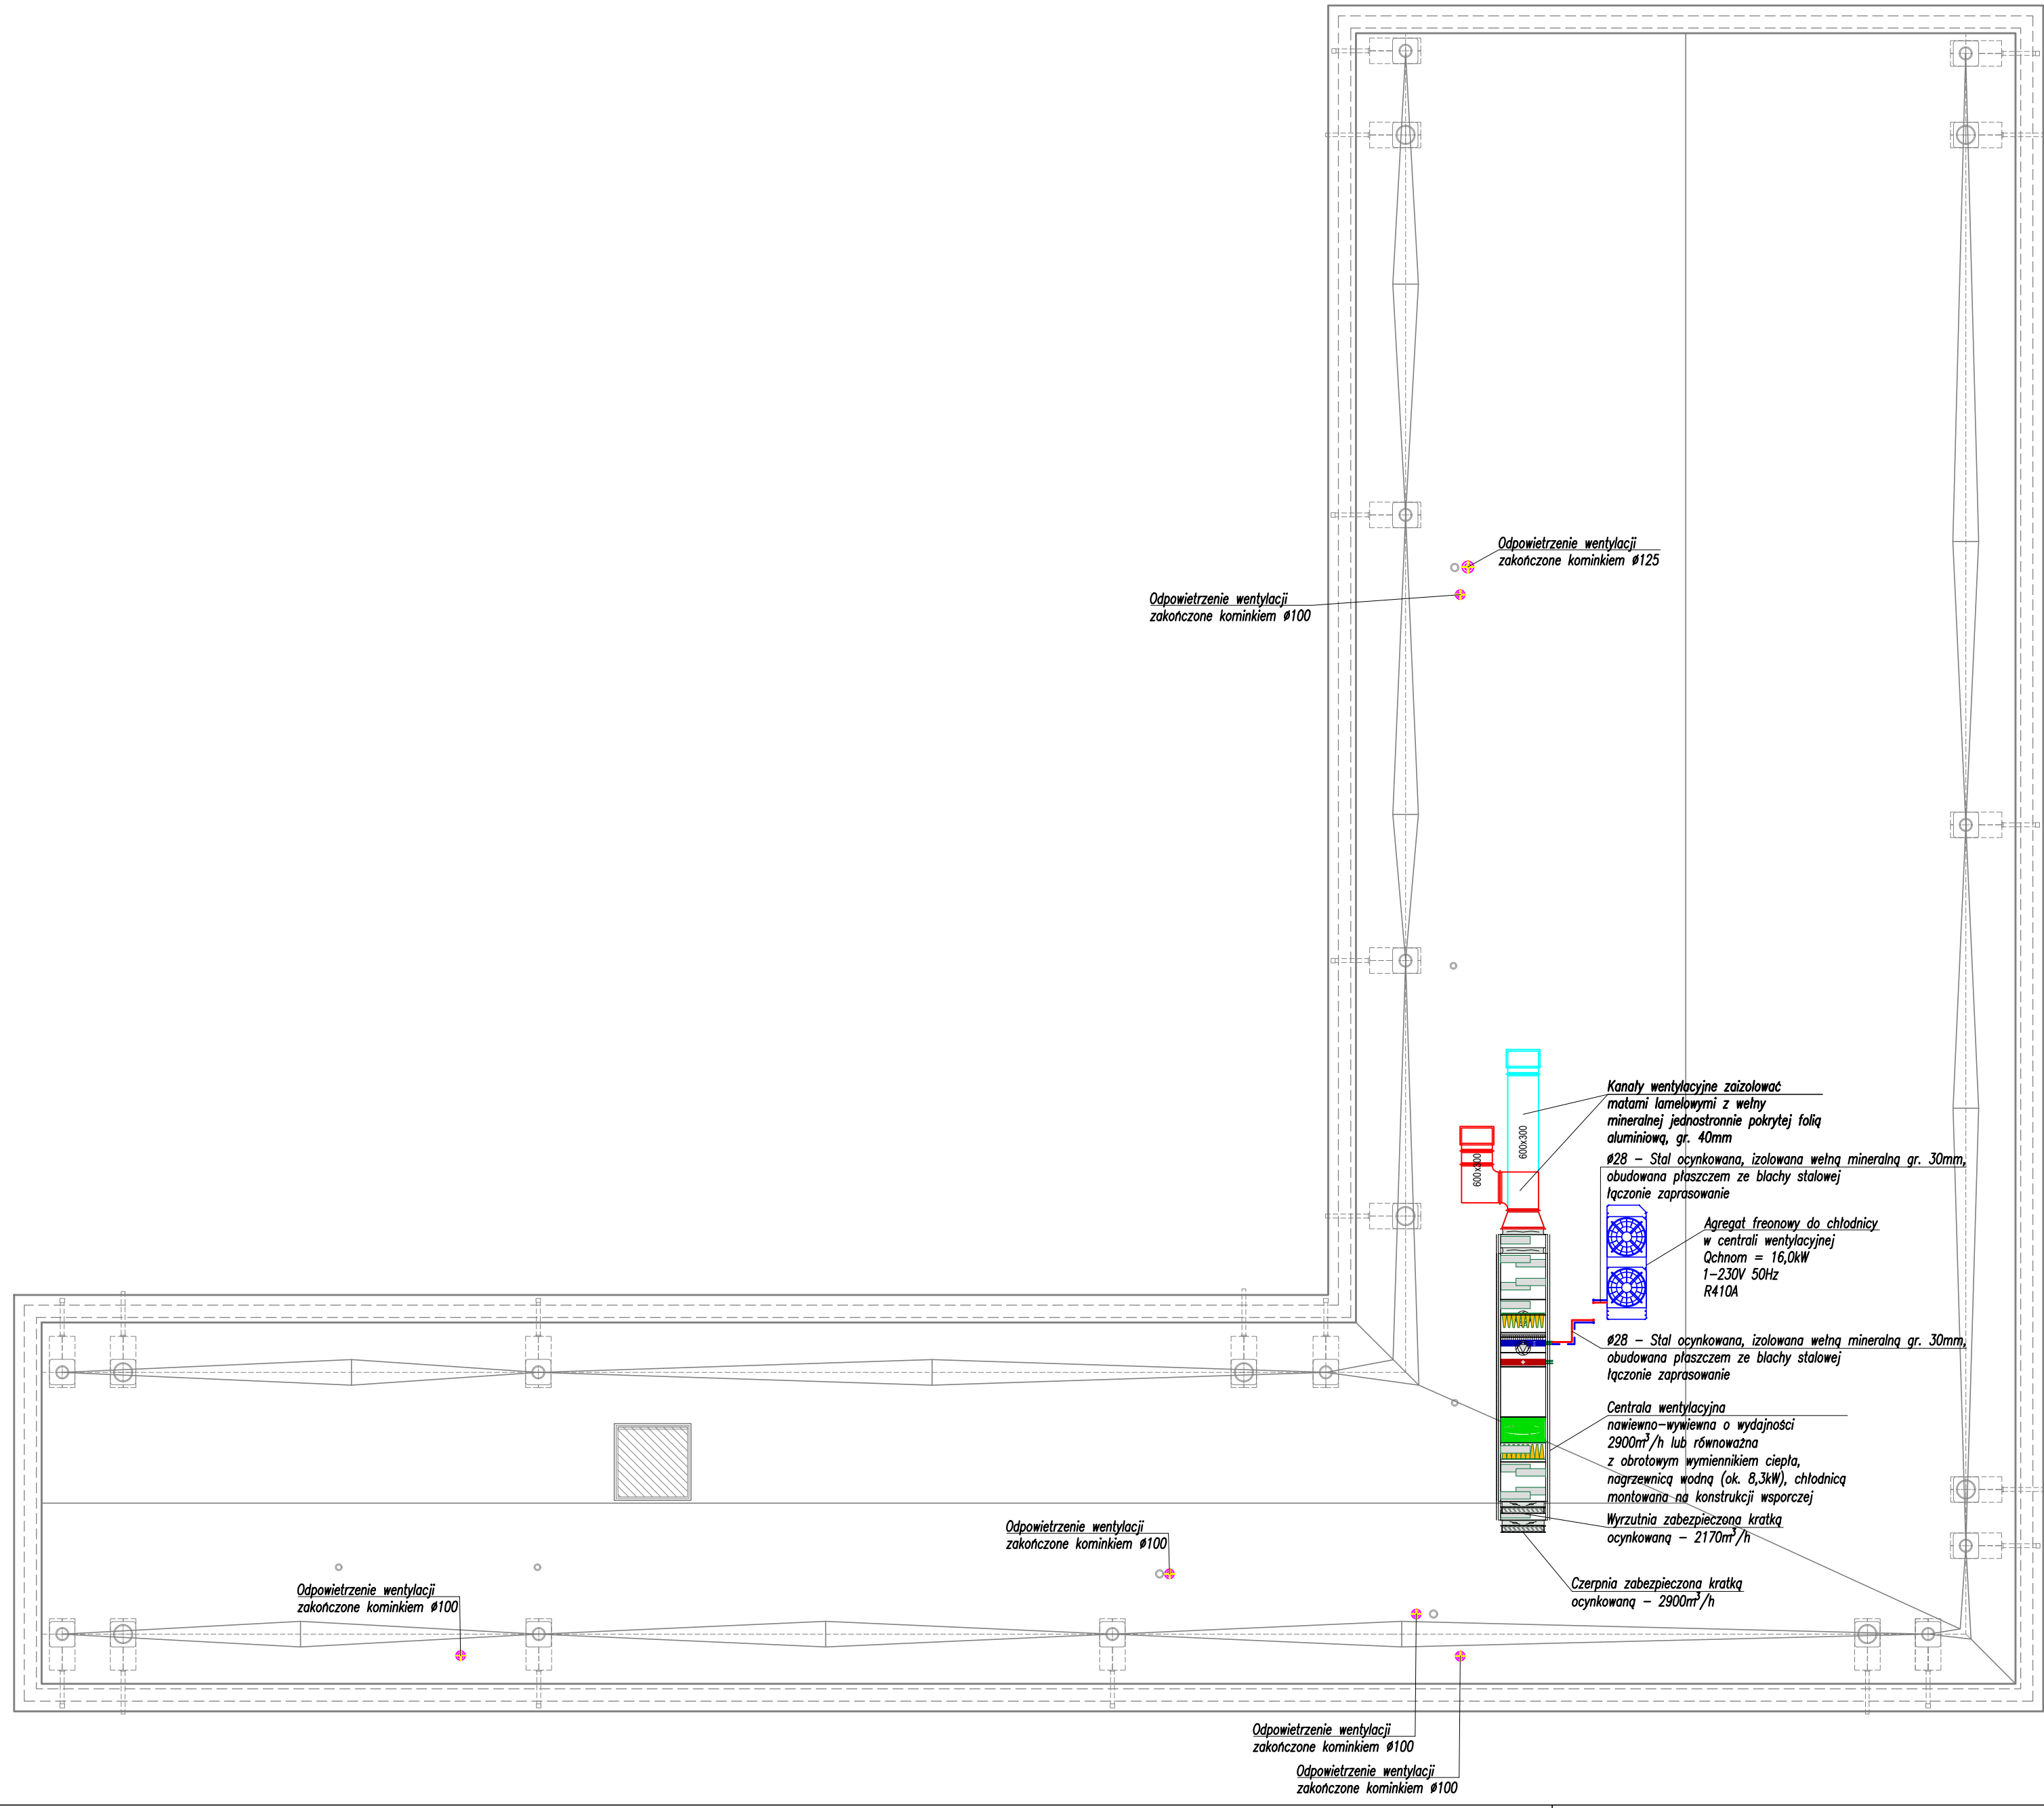 Odpowietrzenie wentylacji
zakończone kominkiem ø125
Odpowietrzenie wentylacji
zakończone kominkiem ø100
Kanały wentylacyjne zaizolować
matami lamelowymi z wełny
mineralnej jednostronnie pokrytej folią
aluminiową, gr. 40mm
600x300
600x300
ø28 – Stal ocynkowana, izolowana wełną mineralną gr. 30mm,
obudowana płaszczem ze blachy stalowej
łączonie zaprasowanie
Agregat freonowy do chłodnicy
w centrali wentylacyjnej
Qchnom = 16,0kW
1–230V 50Hz
R410A
ø28 – Stal ocynkowana, izolowana wełną mineralną gr. 30mm,
obudowana płaszczem ze blachy stalowej
łączonie zaprasowanie
Centrala wentylacyjna
nawiewno–wywiewna o wydajności
2900m³/h lub równoważna
z obrotowym wymiennikiem ciepła,
nagrzewnicą wodną (ok. 8,3kW), chłodnicą
montowana na konstrukcji wsporczej
Wyrzutnia zabezpieczona kratką
ocynkowaną – 2170m³/h
Czerpnia zabezpieczona kratką
ocynkowaną – 2900m³/h
Odpowietrzenie wentylacji
zakończone kominkiem ø100
Odpowietrzenie wentylacji
zakończone kominkiem ø100
Odpowietrzenie wentylacji
zakończone kominkiem ø100
Odpowietrzenie wentylacji
zakończone kominkiem ø100